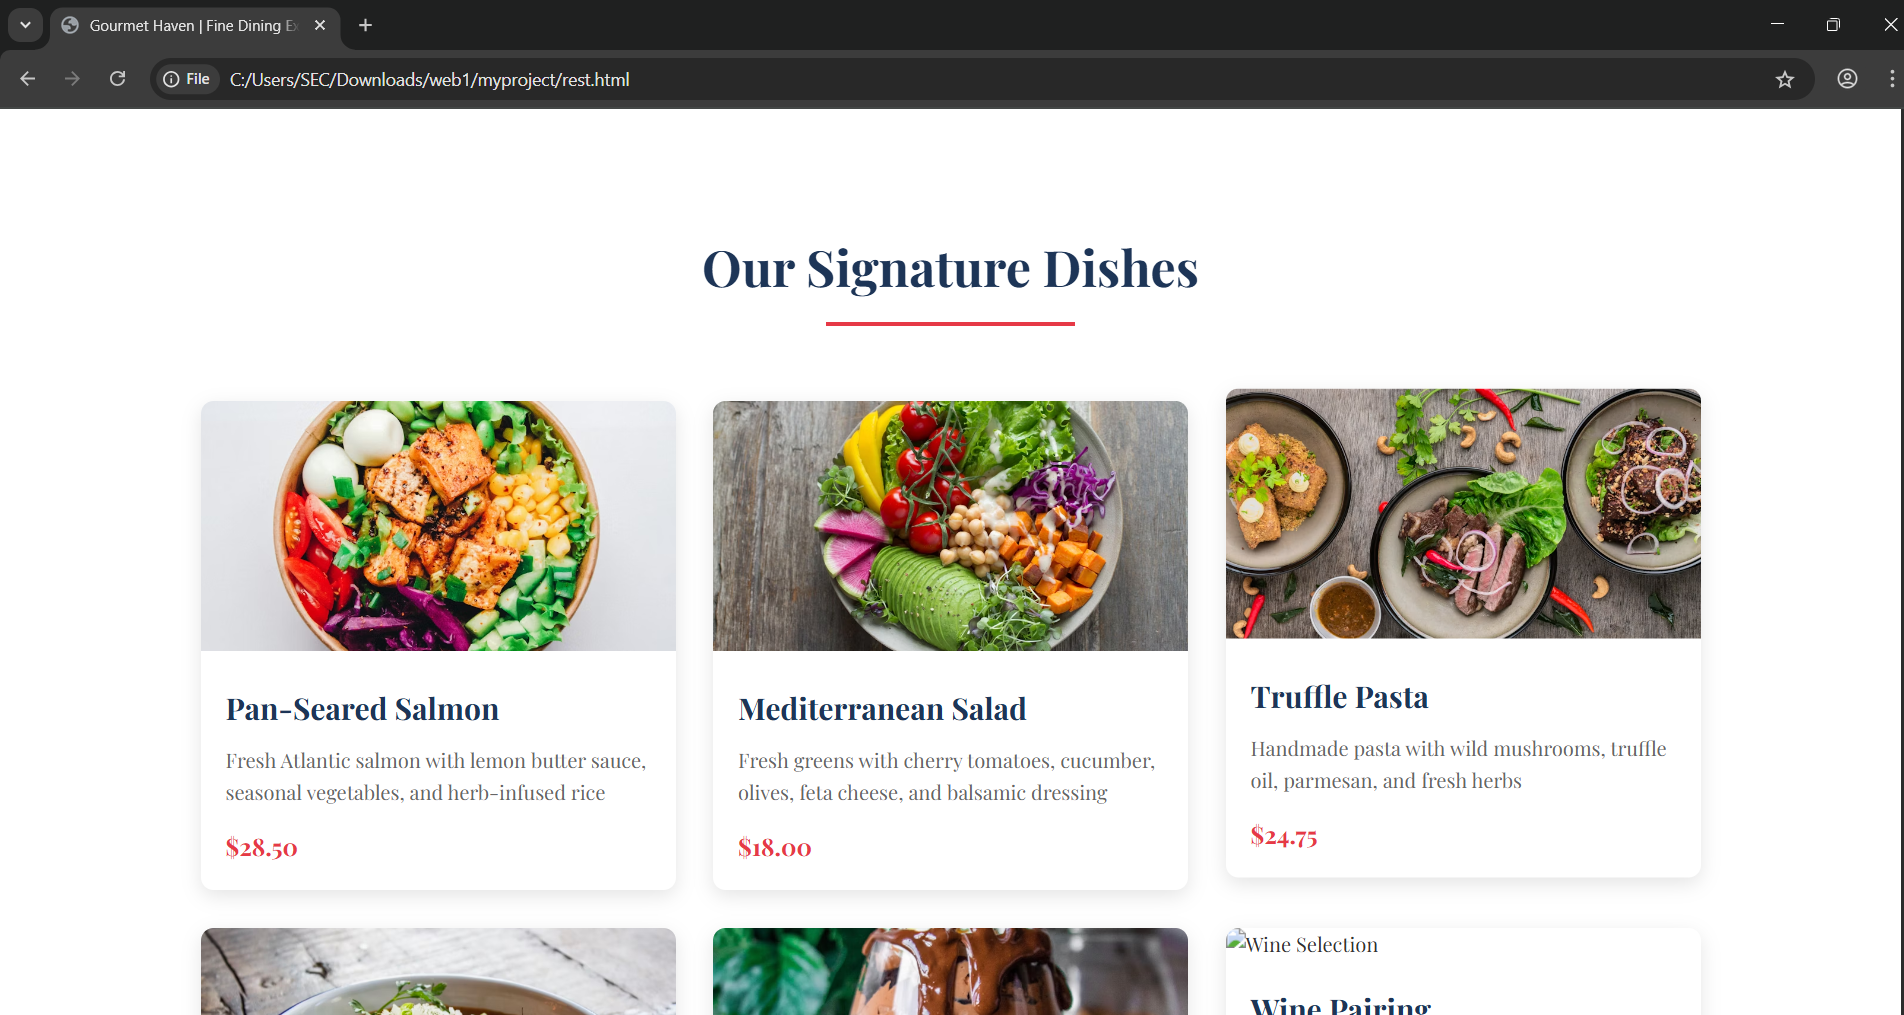 Gourmet Haven | Fine Dining Ex
File
C:/Users/SEC/Downloads/web1/myproject/rest.html
Our Signature Dishes
Pan-Seared Salmon
Fresh Atlantic salmon with lemon butter sauce,
seasonal vegetables, and herb-infused rice
$28.50
Mediterranean Salad
Fresh greens with cherry tomatoes, cucumber,
olives, feta cheese, and balsamic dressing
$18.00
Truffle Pasta
Handmade pasta with wild mushrooms, truffle
oil, parmesan, and fresh herbs
$24.75
Wine Selection
Wine Pairing